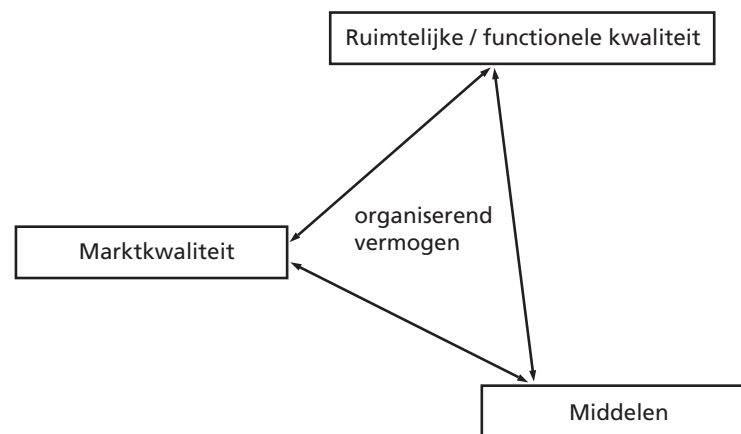 Ruimtelijke / functionele kwaliteit
organiserend
vermogen
Marktkwaliteit
Middelen